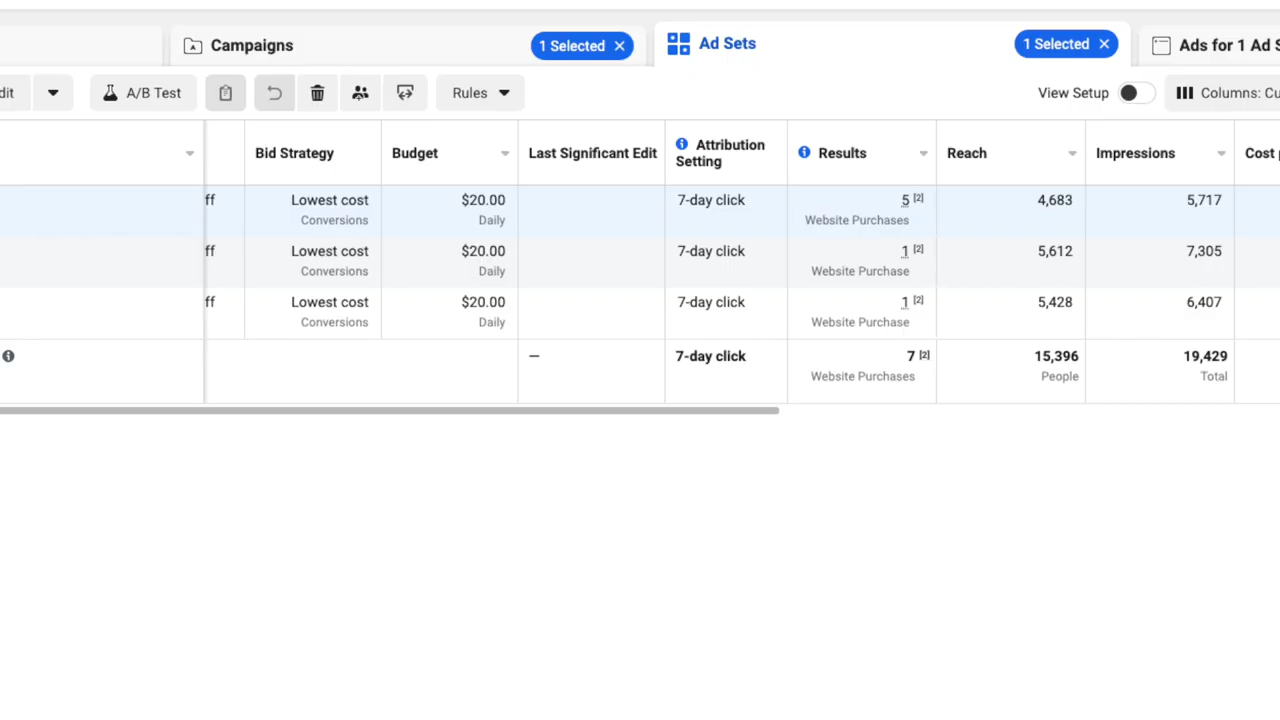 Campaigns
1 Selected ×
Ad Sets
1 Selected ×
Ads for 1 Ad S
dit
A/B Test
Rules
View Setup
Columns: Cu
Bid Strategy
Budget
Last Significant Edit
Attribution
Setting
Results
Reach
Impressions
Cost p
ff
Lowest cost
Conversions
$20.00
Daily
7-day click
5 [2]
Website Purchases
4,683
5,717
ff
Lowest cost
Conversions
$20.00
Daily
7-day click
1 [2]
Website Purchase
5,612
7,305
ff
Lowest cost
Conversions
$20.00
Daily
7-day click
1 [2]
Website Purchase
5,428
6,407
—
7-day click
7 [2]
Website Purchases
15,396
People
19,429
Total